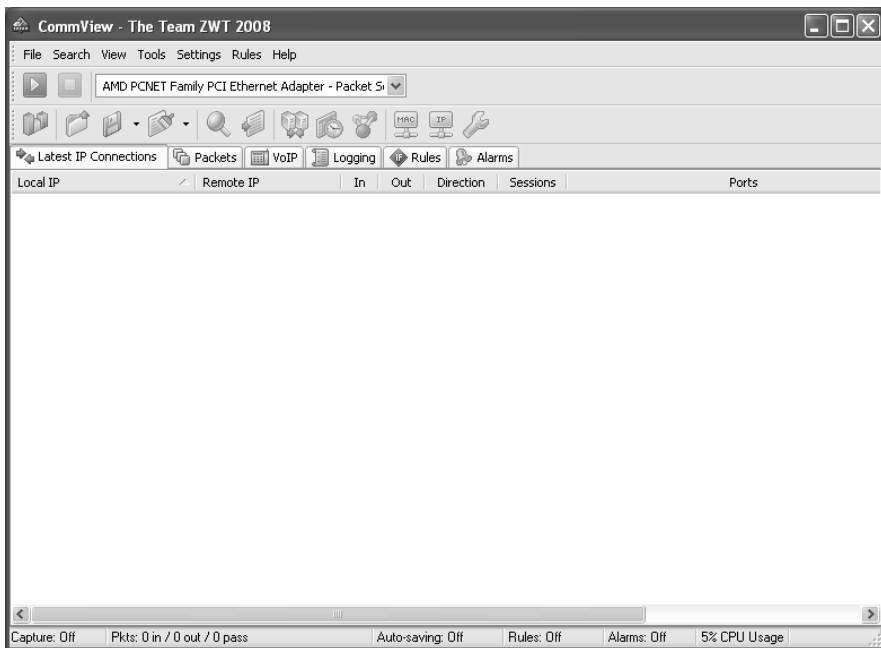 CommView - The Team ZWT 2008
File Search View Tools Settings Rules Help
AMD PCNET Family PCI Ethernet Adapter - Packet
MAC IP
Latest IP Connections Packets VoIP Logging IP Rules Alarms
Local IP Remote IP In Out Direction Sessions Ports
Capture: Off Pkts: 0 in / 0 out / 0 pass Auto-saving: Off Rules: Off Alarms: Off 5% CPU Usage